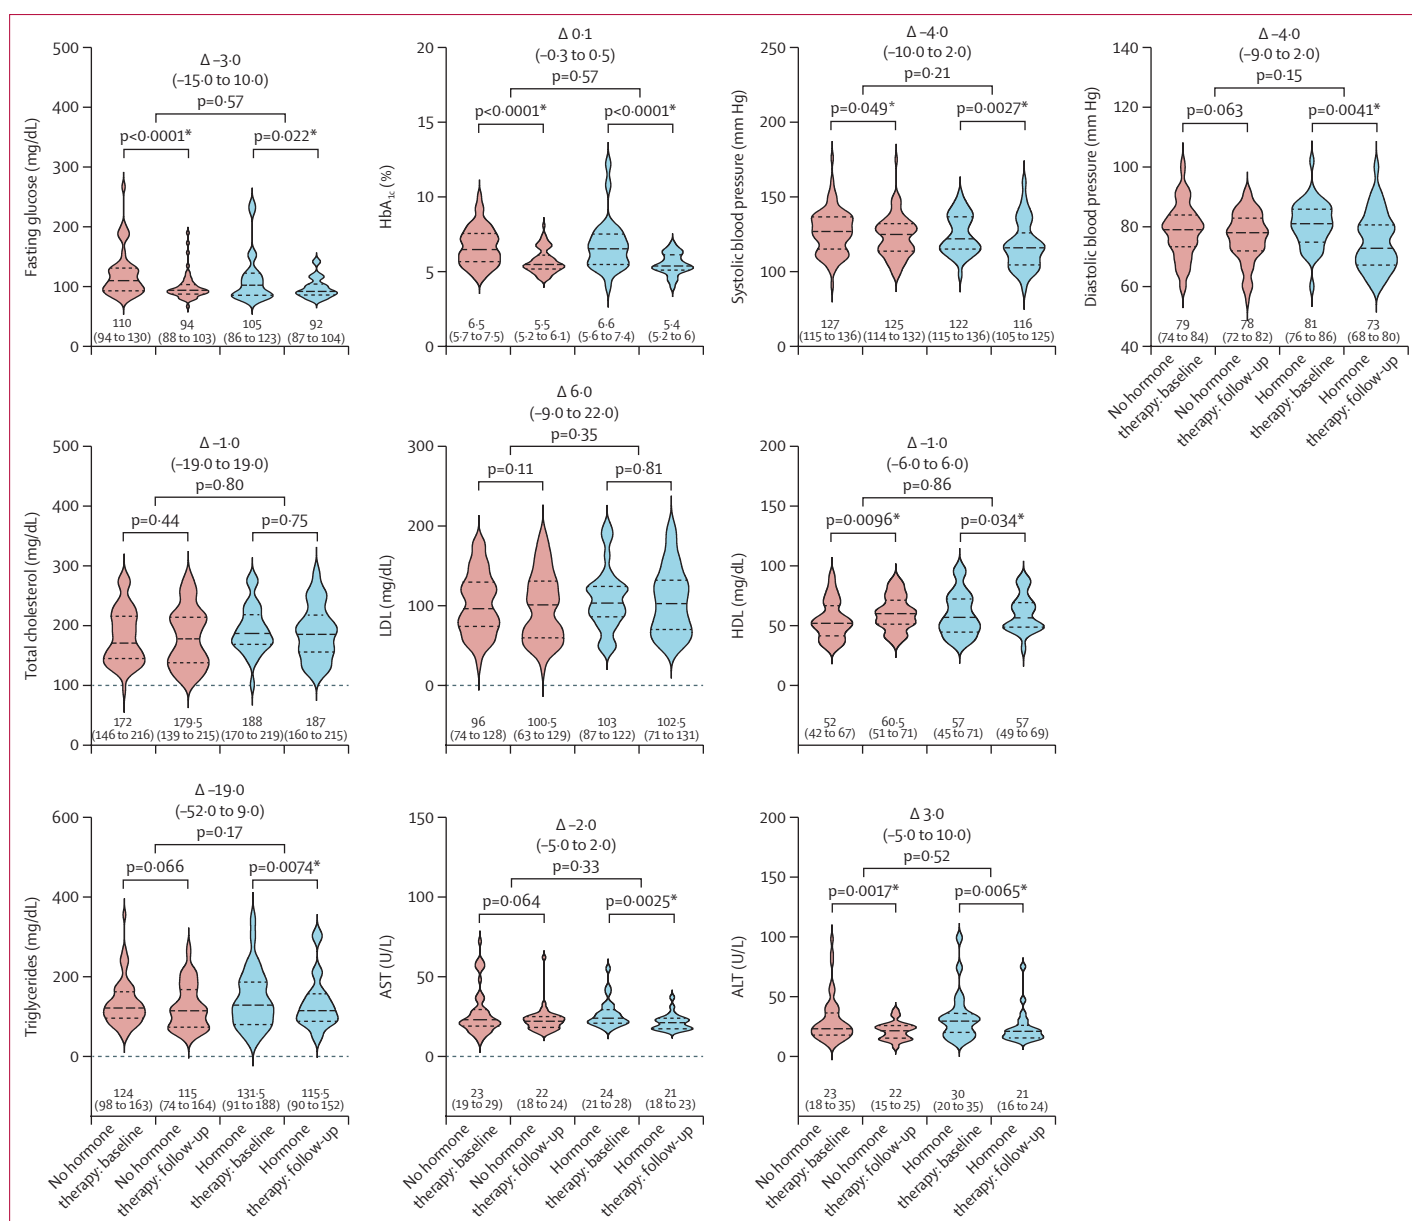 Fasting glucose (mg/dL)
500
400
300
200
100
0
Δ –3·0
(–15·0 to 10·0)
p=0·57
p<0·0001*
p=0·022*
110
(94 to 130)
94
(88 to 103)
105
(86 to 123)
92
(87 to 104)
HbA1c (%)
20
15
10
5
0
Δ 0·1
(–0·3 to 0·5)
p=0·57
p<0·0001*
p<0·0001*
6·5
(5·7 to 7·5)
5·5
(5·2 to 6·1)
6·6
(5·6 to 7·4)
5·4
(5·2 to 6)
Systolic blood pressure (mm Hg)
250
200
150
100
0
Δ –4·0
(–10·0 to 2·0)
p=0·21
p=0·049*
p=0·0027*
127
(115 to 136)
125
(114 to 132)
122
(115 to 136)
116
(105 to 125)
Diastolic blood pressure (mm Hg)
140
120
100
80
60
40
Δ –4·0
(–9·0 to 2·0)
p=0·15
p=0·063
p=0·0041*
79
(74 to 84)
78
(72 to 82)
81
(76 to 86)
73
(68 to 80)
No hormone
therapy: baseline
No hormone
therapy: follow-up
Hormone
therapy: baseline
Hormone
therapy: follow-up
Total cholesterol (mg/dL)
500
400
300
200
100
0
Δ –1·0
(–19·0 to 19·0)
p=0·80
p=0·44
p=0·75
172
(146 to 216)
179·5
(139 to 215)
188
(170 to 219)
187
(160 to 215)
LDL (mg/dL)
300
200
100
0
Δ 6·0
(–9·0 to 22·0)
p=0·35
p=0·11
p=0·81
96
(74 to 128)
100·5
(63 to 129)
103
(87 to 122)
102·5
(71 to 131)
HDL (mg/dL)
200
150
100
50
0
Δ –1·0
(–6·0 to 6·0)
p=0·86
p=0·0096*
p=0·034*
52
(42 to 67)
60·5
(51 to 71)
57
(45 to 71)
57
(49 to 69)
Triglycerides (mg/dL)
600
400
200
0
Δ –19·0
(–52·0 to 9·0)
p=0·17
p=0·066
p=0·0074*
124
(98 to 163)
115
(74 to 164)
131·5
(91 to 188)
115·5
(90 to 152)
No hormone
therapy: baseline
No hormone
therapy: follow-up
Hormone
therapy: baseline
Hormone
therapy: follow-up
AST (U/L)
150
100
50
0
Δ –2·0
(–5·0 to 2·0)
p=0·33
p=0·064
p=0·0025*
23
(19 to 29)
22
(18 to 24)
24
(21 to 28)
21
(18 to 23)
No hormone
therapy: baseline
No hormone
therapy: follow-up
Hormone
therapy: baseline
Hormone
therapy: follow-up
ALT (U/L)
200
150
100
50
0
Δ 3·0
(–5·0 to 10·0)
p=0·52
p=0·0017*
p=0·0065*
23
(18 to 35)
22
(15 to 25)
30
(20 to 35)
21
(16 to 24)
No hormone
therapy: baseline
No hormone
therapy: follow-up
Hormone
therapy: baseline
Hormone
therapy: follow-up